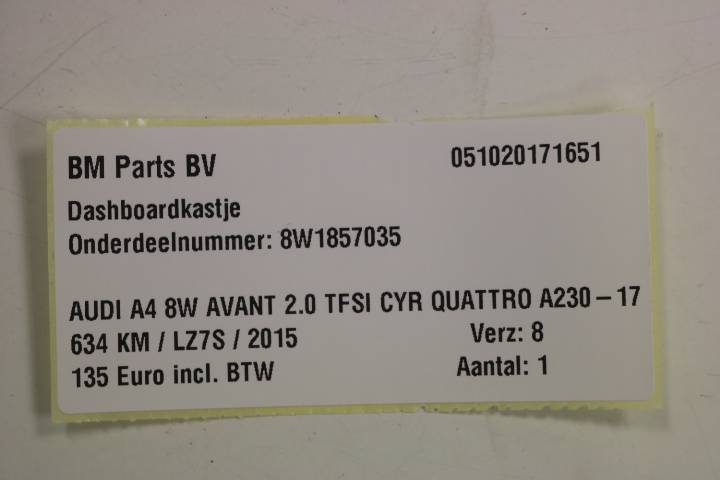 BM Parts BV 051020171651
Dashboardkastje
Onderdeelnummer: 8W1857035
AUDI A4 8W AVANT 2.0 TFSI CYR QUATTRO A230 – 17
634 KM / LZ7S / 2015 Verz: 8
135 Euro incl. BTW Aantal: 1